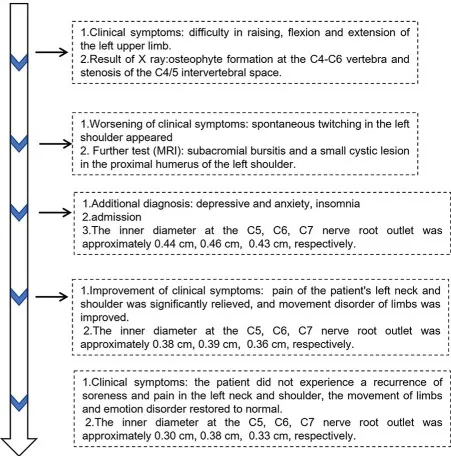 1.Clinical symptoms: difficulty in raising, flexion and extension of
the left upper limb.
2.Result of X ray:osteophyte formation at the C4-C6 vertebra and
stenosis of the C4/5 intervertebral space.
1.Worsening of clinical symptoms: spontaneous twitching in the left
shoulder appeared
2. Further test (MRI): subacromial bursitis and a small cystic lesion
in the proximal humerus of the left shoulder.
1.Additional diagnosis: depressive and anxiety, insomnia
2.admission
3.The inner diameter at the C5, C6, C7 nerve root outlet was
approximately 0.44 cm, 0.46 cm, 0.43 cm, respectively.
1.Improvement of clinical symptoms: pain of the patient's left neck and
shoulder was significantly relieved, and movement disorder of limbs was
improved.
2.The inner diameter at the C5, C6, C7 nerve root outlet was
approximately 0.38 cm, 0.39 cm, 0.36 cm, respectively.
1.Clinical symptoms: the patient did not experience a recurrence of
soreness and pain in the left neck and shoulder, the movement of limbs
and emotion disorder restored to normal.
2.The inner diameter at the C5, C6, C7 nerve root outlet was
approximately 0.30 cm, 0.38 cm, 0.33 cm, respectively.